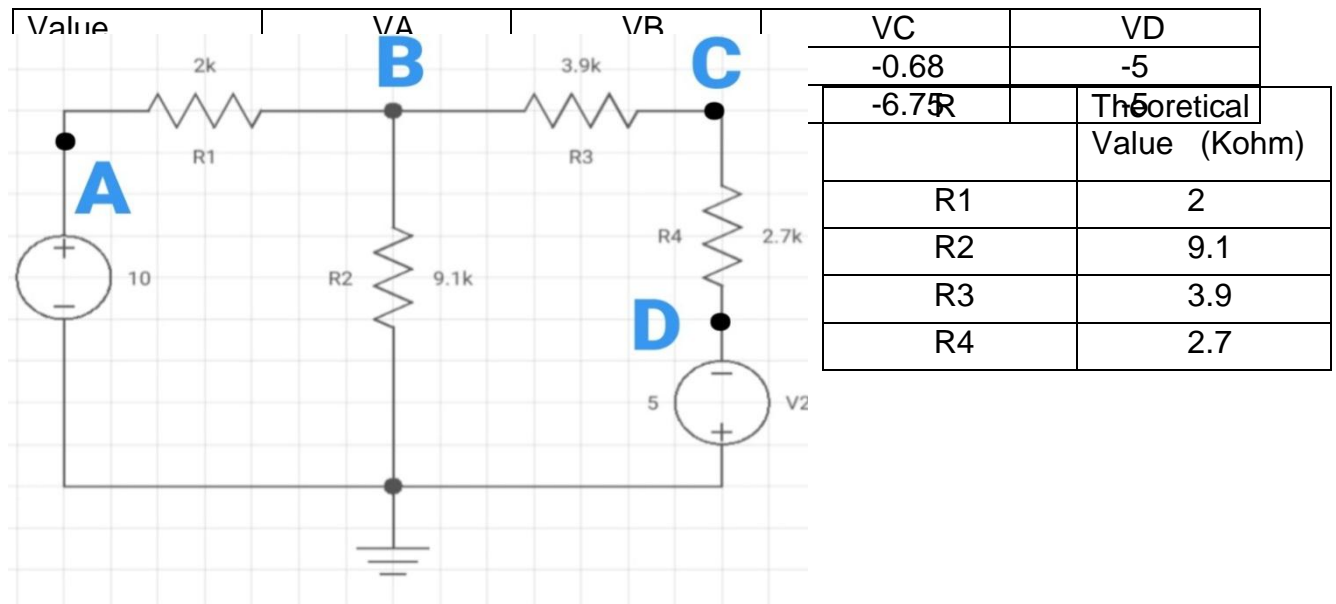 Value VA VB VC VD
-0.68 -5
-6.75 -5
2k B 3.9k C
R1 R3
A
R4 2.7k
10 R2 9.1k
D
5 V2
R Theoretical
Value (Kohm)
R1 2
R2 9.1
R3 3.9
R4 2.7